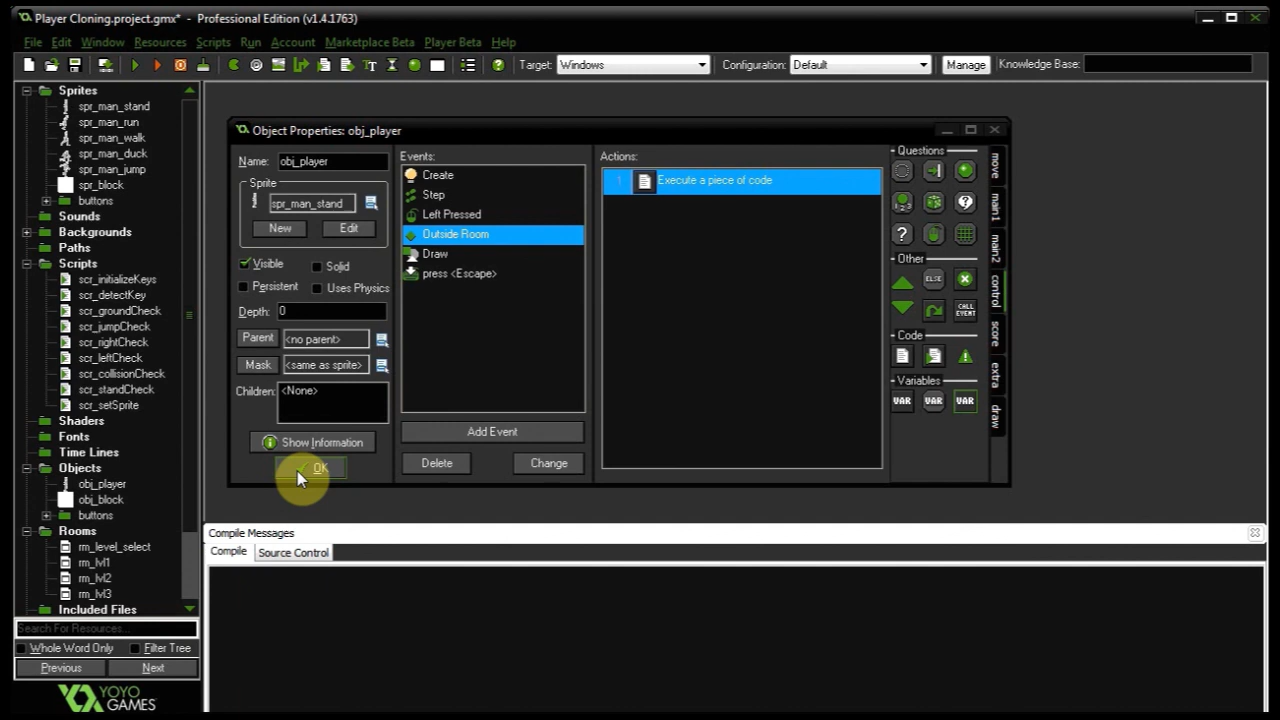 Player Cloning.project.gmx* - Professional Edition (v1.4.1763)
File Edit Window Resources Scripts Run Account Marketplace Beta Player Beta Help
Target: Windows Configuration: Default Manage Knowledge Base:
Sprites
spr_man_stand
spr_man_run
spr_man_walk
spr_man_duck
spr_man_jump
spr_block
buttons
Sounds
Backgrounds
Paths
Scripts
scr_initializeKeys
scr_detectKey
scr_groundCheck
scr_jumpCheck
scr_rightCheck
scr_leftCheck
scr_collisionCheck
scr_standCheck
scr_setSprite
Shaders
Fonts
Time Lines
Objects
obj_player
obj_block
buttons
Rooms
rm_level_select
rm_lvl1
rm_lvl2
rm_lvl3
Included Files
Search For Resources...
Whole Word Only Filter Tree
Previous Next
YOYO
GAMES™
Object Properties: obj_player
Name: obj_player
Sprite
spr_man_stand
New Edit
Visible Solid
Persistent Uses Physics
Depth: 0
Parent <no parent>
Mask <same as sprite>
Children: <None>
Show Information
OK
Events:
Create
Step
Left Pressed
Outside Room
Draw
press <Escape>
Add Event
Delete Change
Actions:
1 Execute a piece of code
Questions
Other
ELSE
CALL
EVENT
Code
Variables
VAR VAR VAR
move
main1
main2
control
score
extra
draw
Compile Messages
Compile Source Control